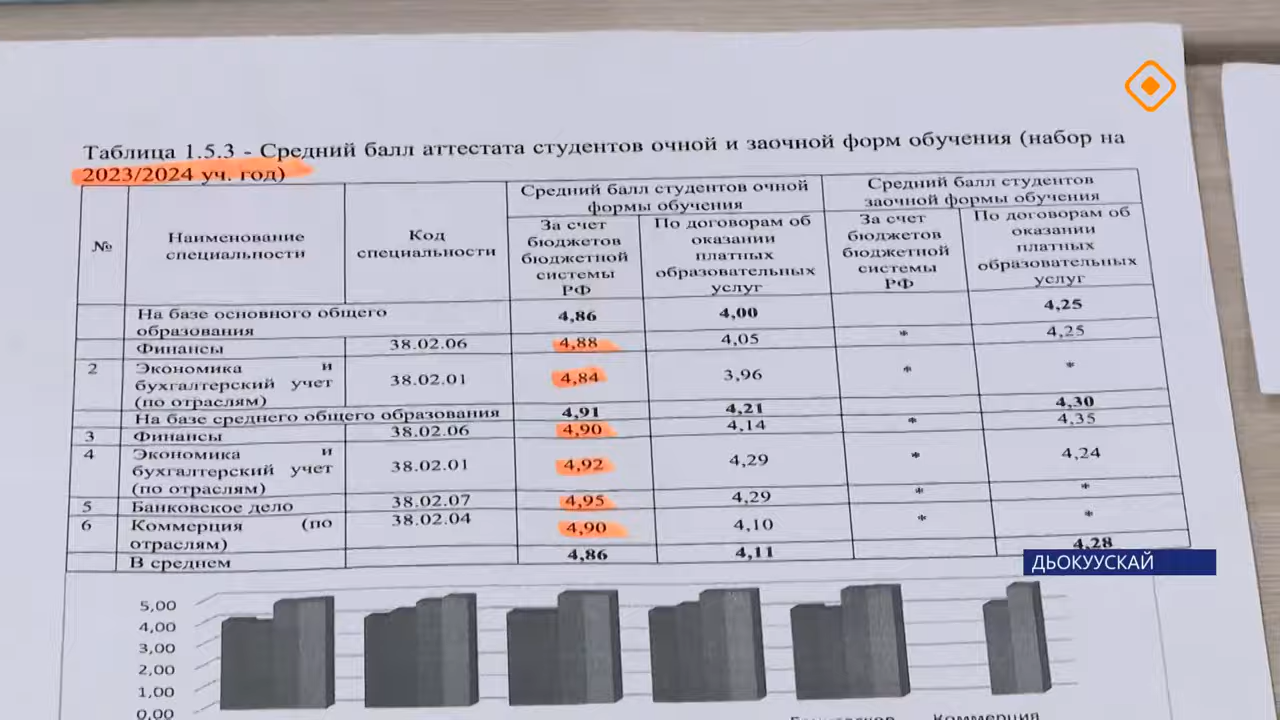 Таблица 1.5.3 - Средний балл аттестата студентов очной и заочной форм обучения (набор на
2023/2024 уч. год)
№
Наименование
специальности
Код
специальности
Средний балл студентов очной
формы обучения
Средний балл студентов
заочной формы обучения
За счет
бюджетов
бюджетной
системы
РФ
По договорам об
оказании
платных
образовательных
услуг
За счет
бюджетов
бюджетной
системы
РФ
По договорам об
оказании
платных
образовательных
услуг
На базе основного общего
образования
4,86
4,00
4,25
Финансы
38.02.06
4,88
4,05
*
4,25
2
Экономика и
бухгалтерский учет
(по отраслям)
38.02.01
4,84
3,96
*
*
На базе среднего общего образования
4,91
4,21
4,30
3
Финансы
38.02.06
4,90
4,14
*
4,35
4
Экономика и
бухгалтерский учет
(по отраслям)
38.02.01
4,92
4,29
*
4,24
5
Банковское дело
38.02.07
4,95
4,29
*
*
6
Коммерция (по
отраслям)
38.02.04
4,90
4,10
*
*
В среднем
4,86
4,11
4,28
ДЬОКУУСКАЙ
5,00
4,00
3,00
2,00
1,00
0,00
Коммерция